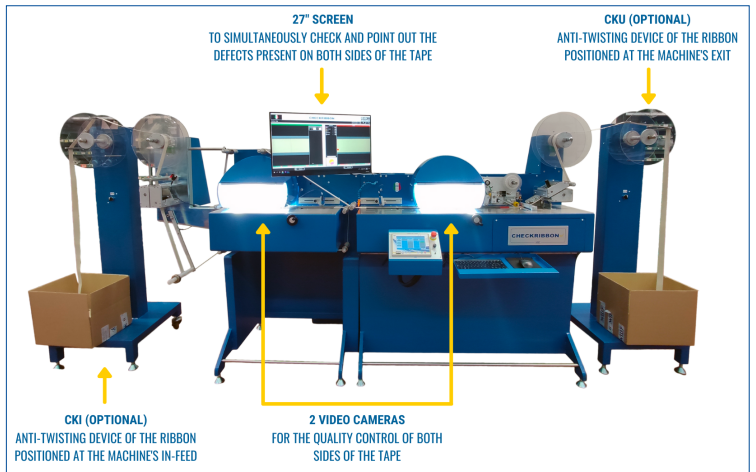 27" SCREEN
TO SIMULTANEOUSLY CHECK AND POINT OUT THE
DEFECTS PRESENT ON BOTH SIDES OF THE TAPE
CKU (OPTIONAL)
ANTI-TWISTING DEVICE OF THE RIBBON
POSITIONED AT THE MACHINE'S EXIT
CHECKRIBBON
CKI (OPTIONAL)
ANTI-TWISTING DEVICE OF THE RIBBON
POSITIONED AT THE MACHINE'S IN-FEED
2 VIDEO CAMERAS
FOR THE QUALITY CONTROL OF BOTH
SIDES OF THE TAPE